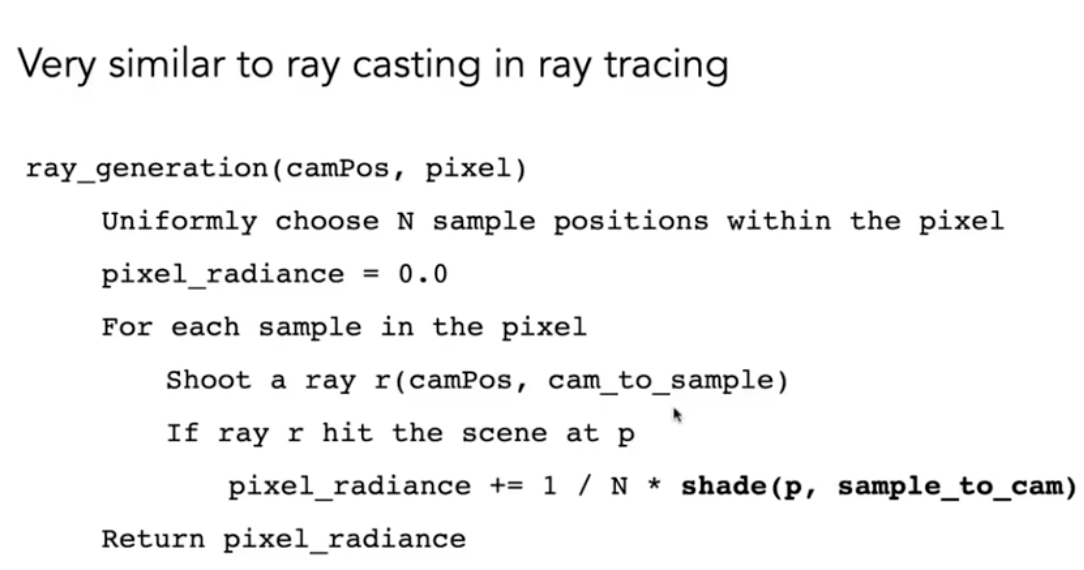 Very similar to ray casting in ray tracing
ray_generation(camPos, pixel)
Uniformly choose N sample positions within the pixel
pixel_radiance = 0.0
For each sample in the pixel
Shoot a ray r(camPos, cam_to_sample)
If ray r hit the scene at p
pixel_radiance += 1 / N * shade(p, sample_to_cam)
Return pixel_radiance